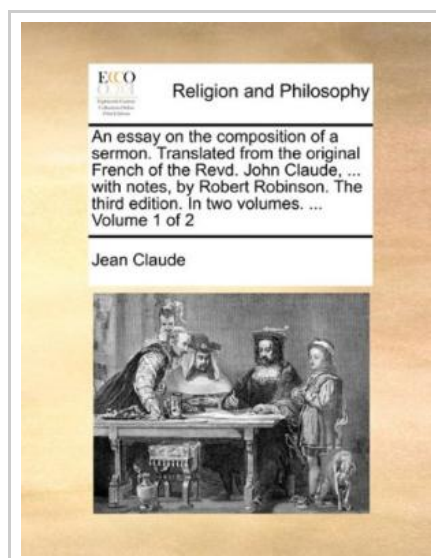 ECCO
Religion and Philosophy
An essay on the composition of a
sermon. Translated from the original
French of the Revd. John Claude, ...
with notes, by Robert Robinson. The
third edition. In two volumes. ...
Volume 1 of 2
Jean Claude